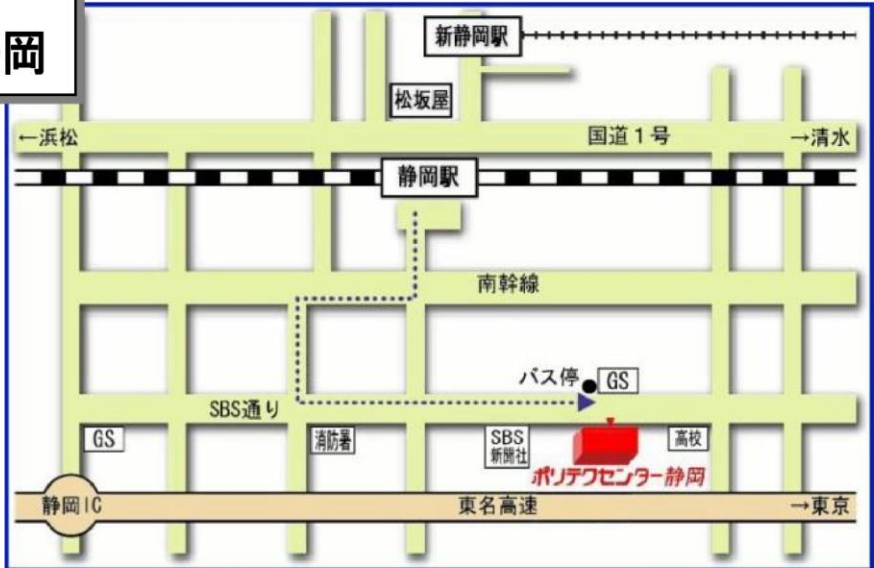 岡
新静岡駅
松坂屋
←浜松
国道1号
→清水
静岡駅
南幹線
バス停
GS
SBS通り
GS
消防署
SBS
新聞社
高校
ポリテクセンター静岡
静岡IC
東名高速
→東京